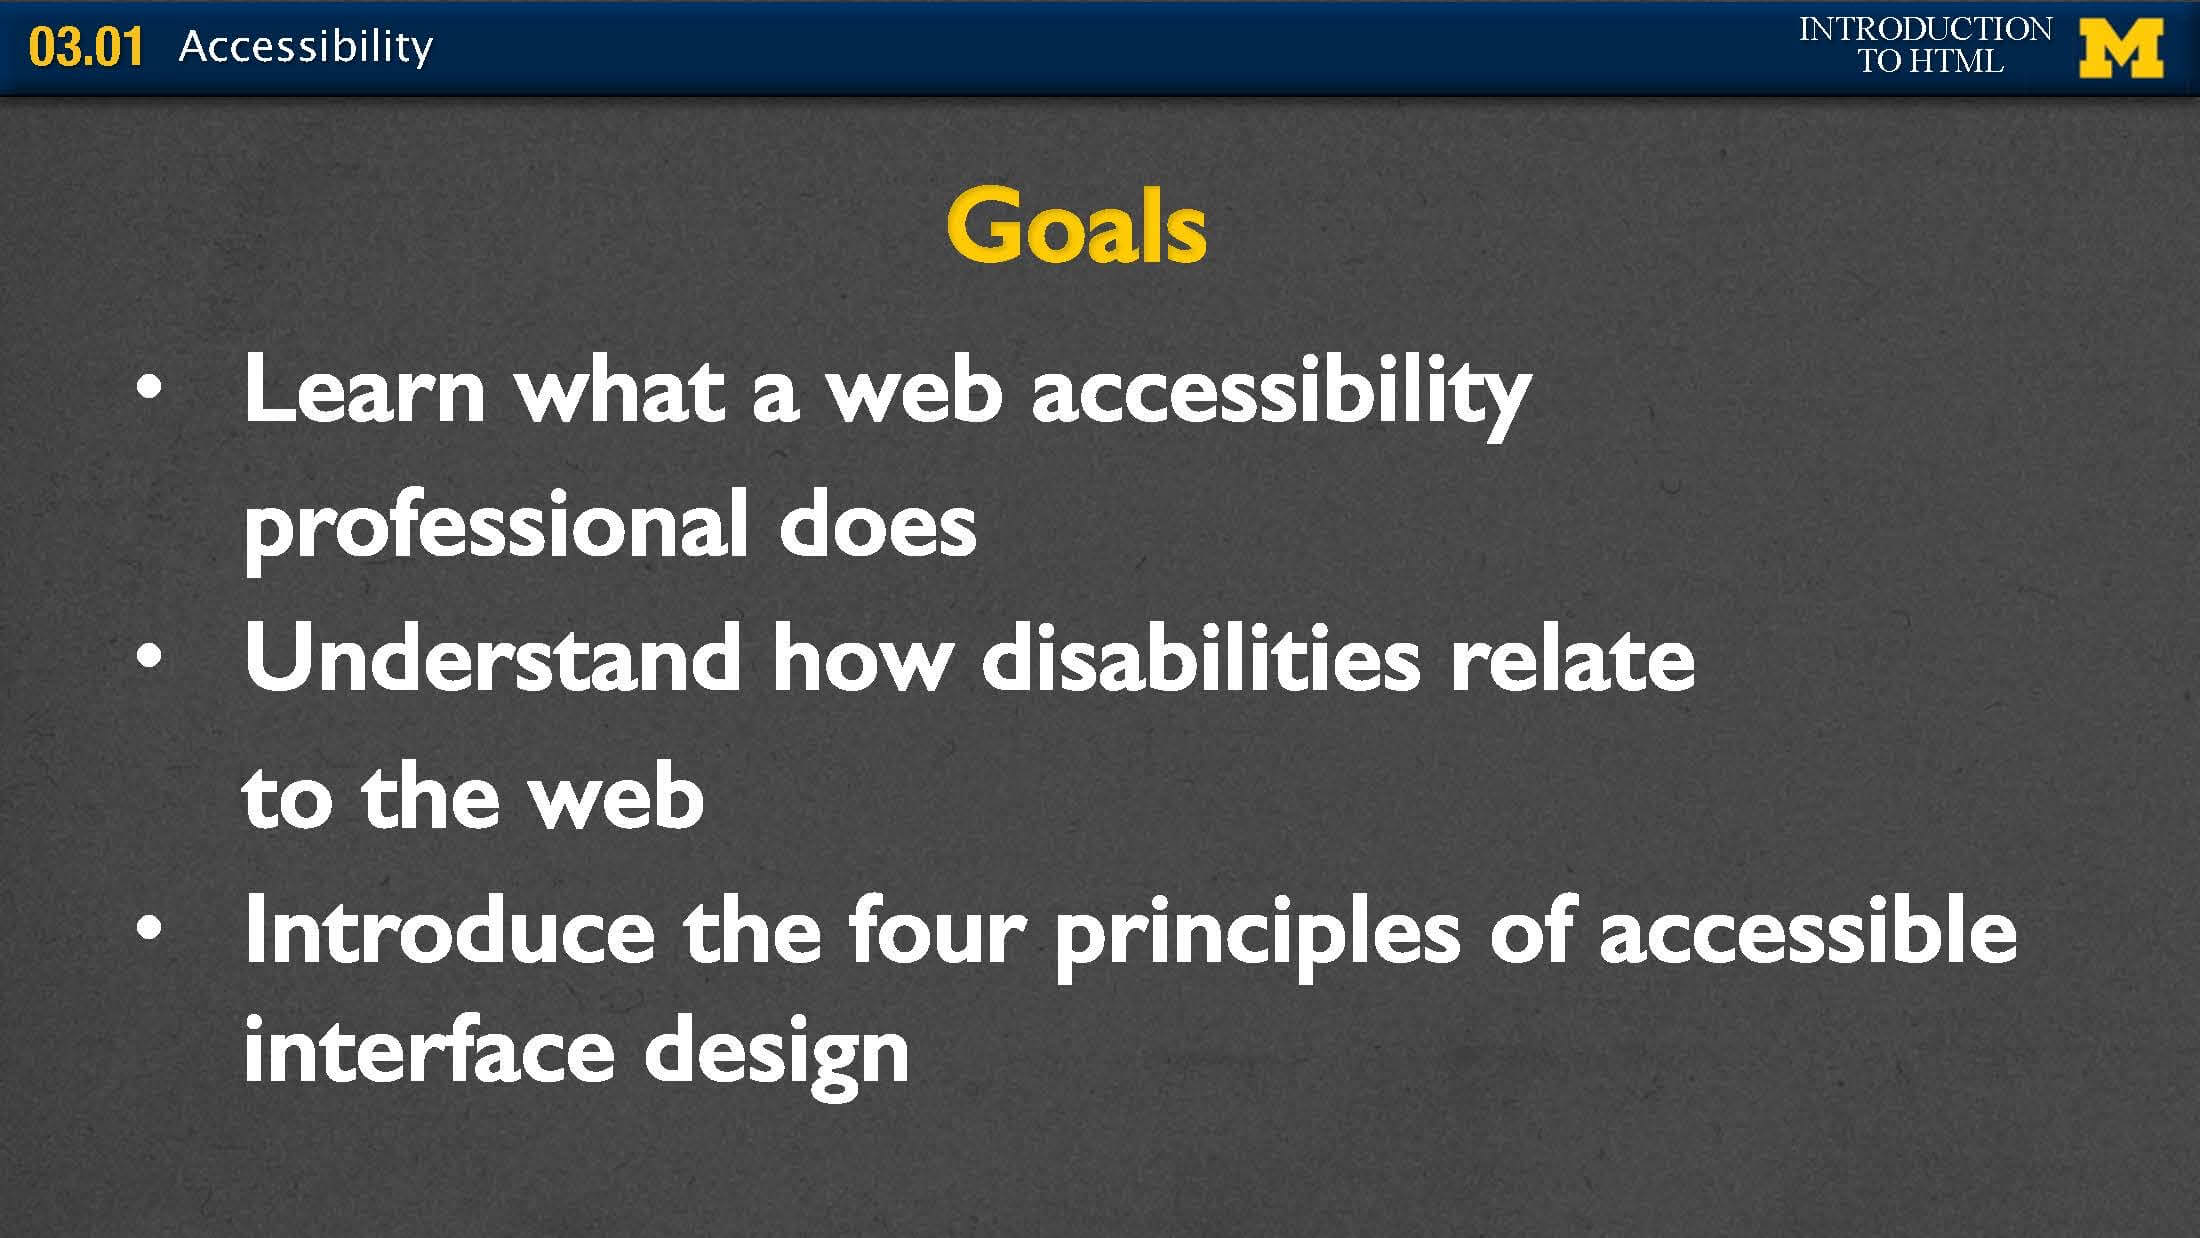 03.01 Accessibility
INTRODUCTION
TO HTML
M
Goals
• Learn what a web accessibility
professional does
• Understand how disabilities relate
to the web
• Introduce the four principles of accessible
interface design